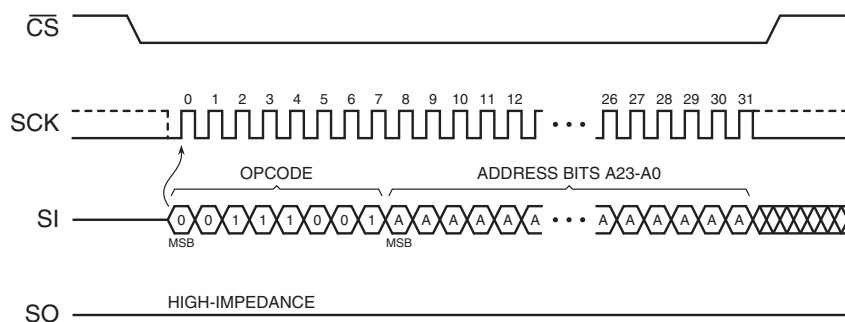 CS
0 1 2 3 4 5 6 7 8 9 10 11 12 26 27 28 29 30 31
SCK
OPCODE ADDRESS BITS A23-A0
SI 0 0 1 1 1 0 0 1 A A A A A A A A A A A A
MSB MSB
HIGH-IMPEDANCE
SO